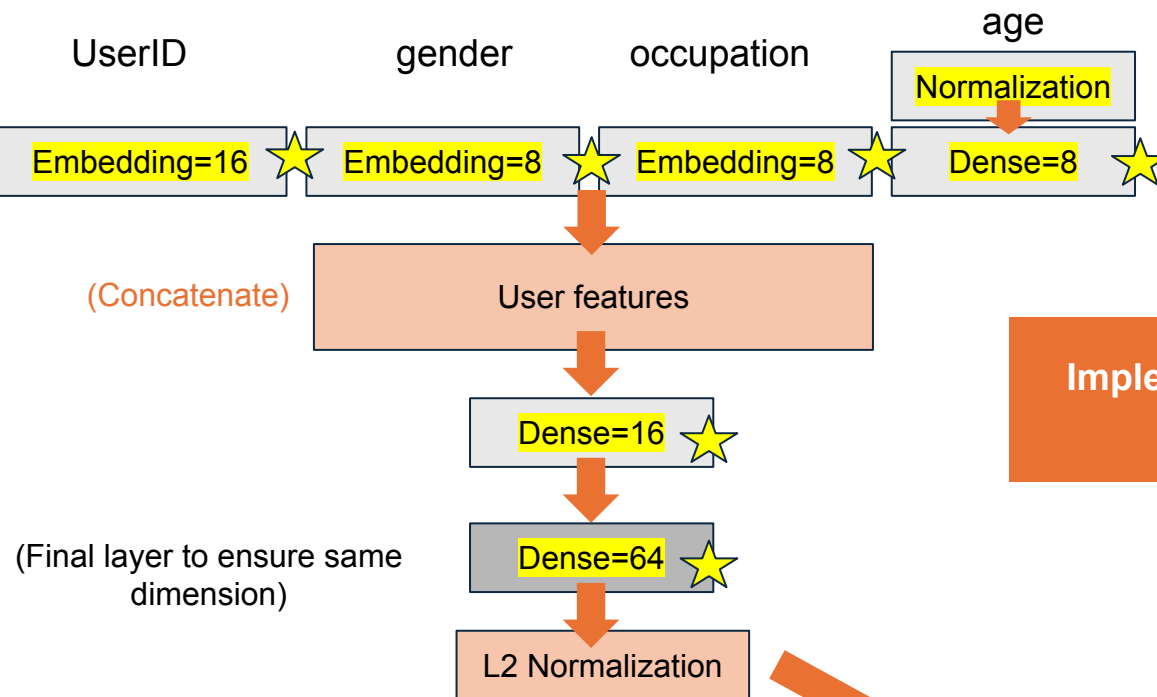 UserID
gender
occupation
age
Normalization
Embedding=16
Embedding=8
Embedding=8
Dense=8
(Concatenate)
User features
Imple
Dense=16
(Final layer to ensure same
dimension)
Dense=64
L2 Normalization